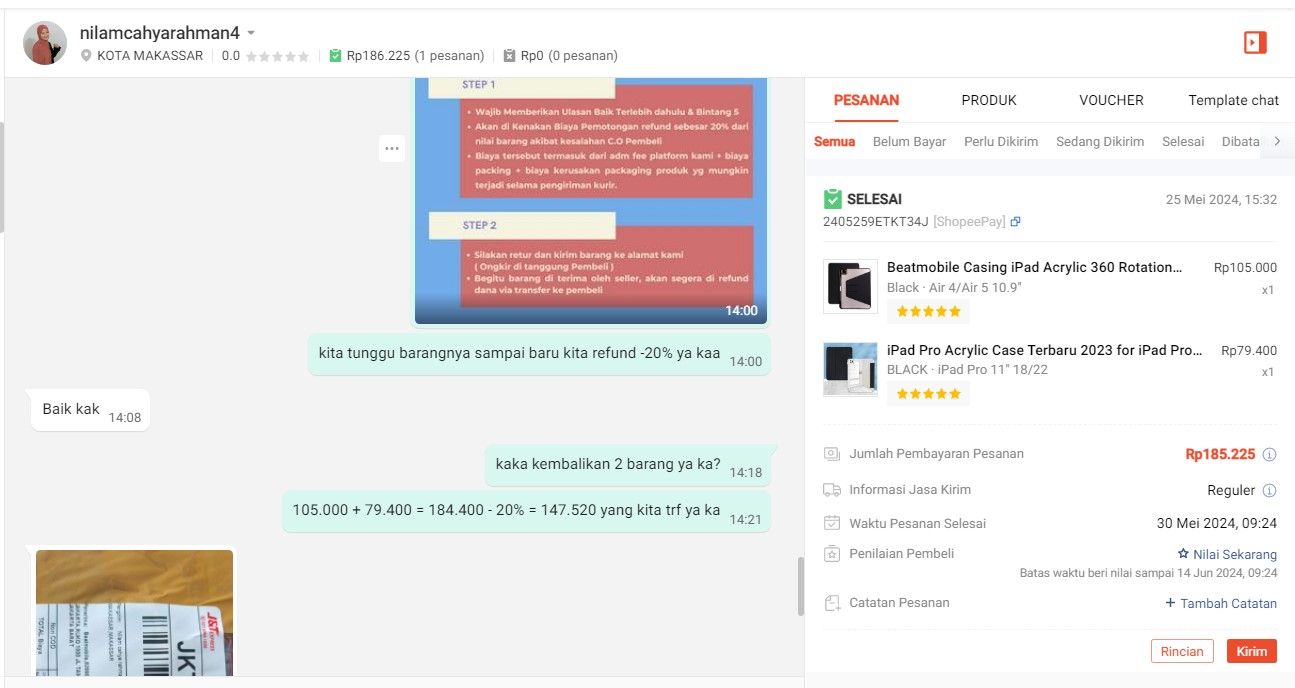 nilamcahyarahman4
KOTA MAKASSAR 0.0 Rp186.225 (1 pesanan) Rp0 (0 pesanan)
STEP 1
• Wajib Memberikan Ulasan Baik Terlebih dahulu & Bintang 5
• Akan di Kenakan Biaya Pemotongan refund sebesar 20% dari
nilai barang akibat kesalahan C.O Pembeli
• Biaya tersebut termasuk dari adm fee platform kami + biaya
packing + biaya kerusakan packaging produk yg mungkin
terjadi selama pengiriman kurir.
STEP 2
• Silakan retur dan kirim barang ke alamat kami
( Ongkir di tanggung Pembeli )
• Begitu barang di terima oleh seller, akan segera di refund
dana via transfer ke pembeli
14:00
kita tunggu barangnya sampai baru kita refund -20% ya kaa 14:00
Baik kak 14:08
kaka kembalikan 2 barang ya ka? 14:18
105.000 + 79.400 = 184.400 - 20% = 147.520 yang kita trf ya ka 14:21
J&T
EXPRESS
JK
Non COD
TOTAL Biaya
PESANAN PRODUK VOUCHER Template chat
Semua Belum Bayar Perlu Dikirim Sedang Dikirim Selesai Dibata
SELESAI 25 Mei 2024, 15:32
2405259ETKT34J [ShopeePay]
Beatmobile Casing iPad Acrylic 360 Rotation... Rp105.000
Black · Air 4/Air 5 10.9" x1
iPad Pro Acrylic Case Terbaru 2023 for iPad Pro... Rp79.400
BLACK · iPad Pro 11" 18/22 x1
Jumlah Pembayaran Pesanan Rp185.225
Informasi Jasa Kirim Reguler
Waktu Pesanan Selesai 30 Mei 2024, 09:24
Penilaian Pembeli Nilai Sekarang
Batas waktu beri nilai sampai 14 Jun 2024, 09:24
Catatan Pesanan + Tambah Catatan
Rincian Kirim